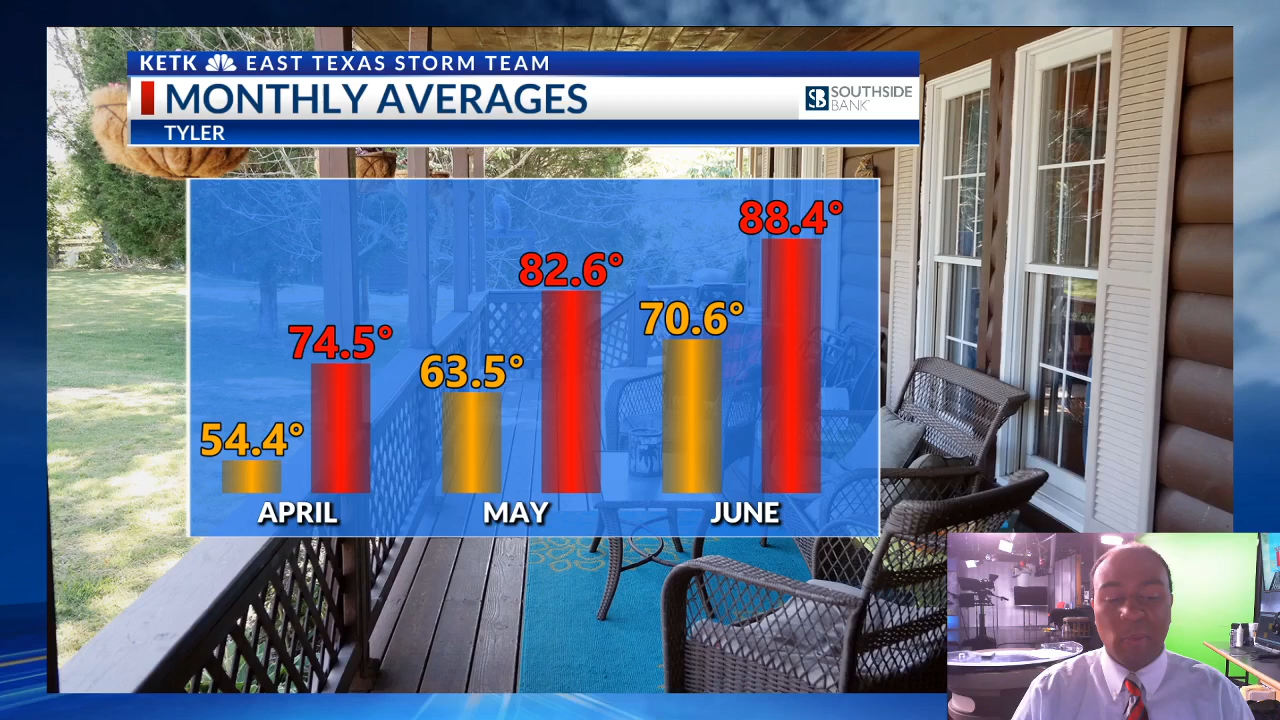 KETK EAST TEXAS STORM TEAM
MONTHLY AVERAGES
SOUTHSIDE
BANK
TYLER
54.4° 74.5° 63.5° 82.6° 70.6° 88.4°
APRIL MAY JUNE